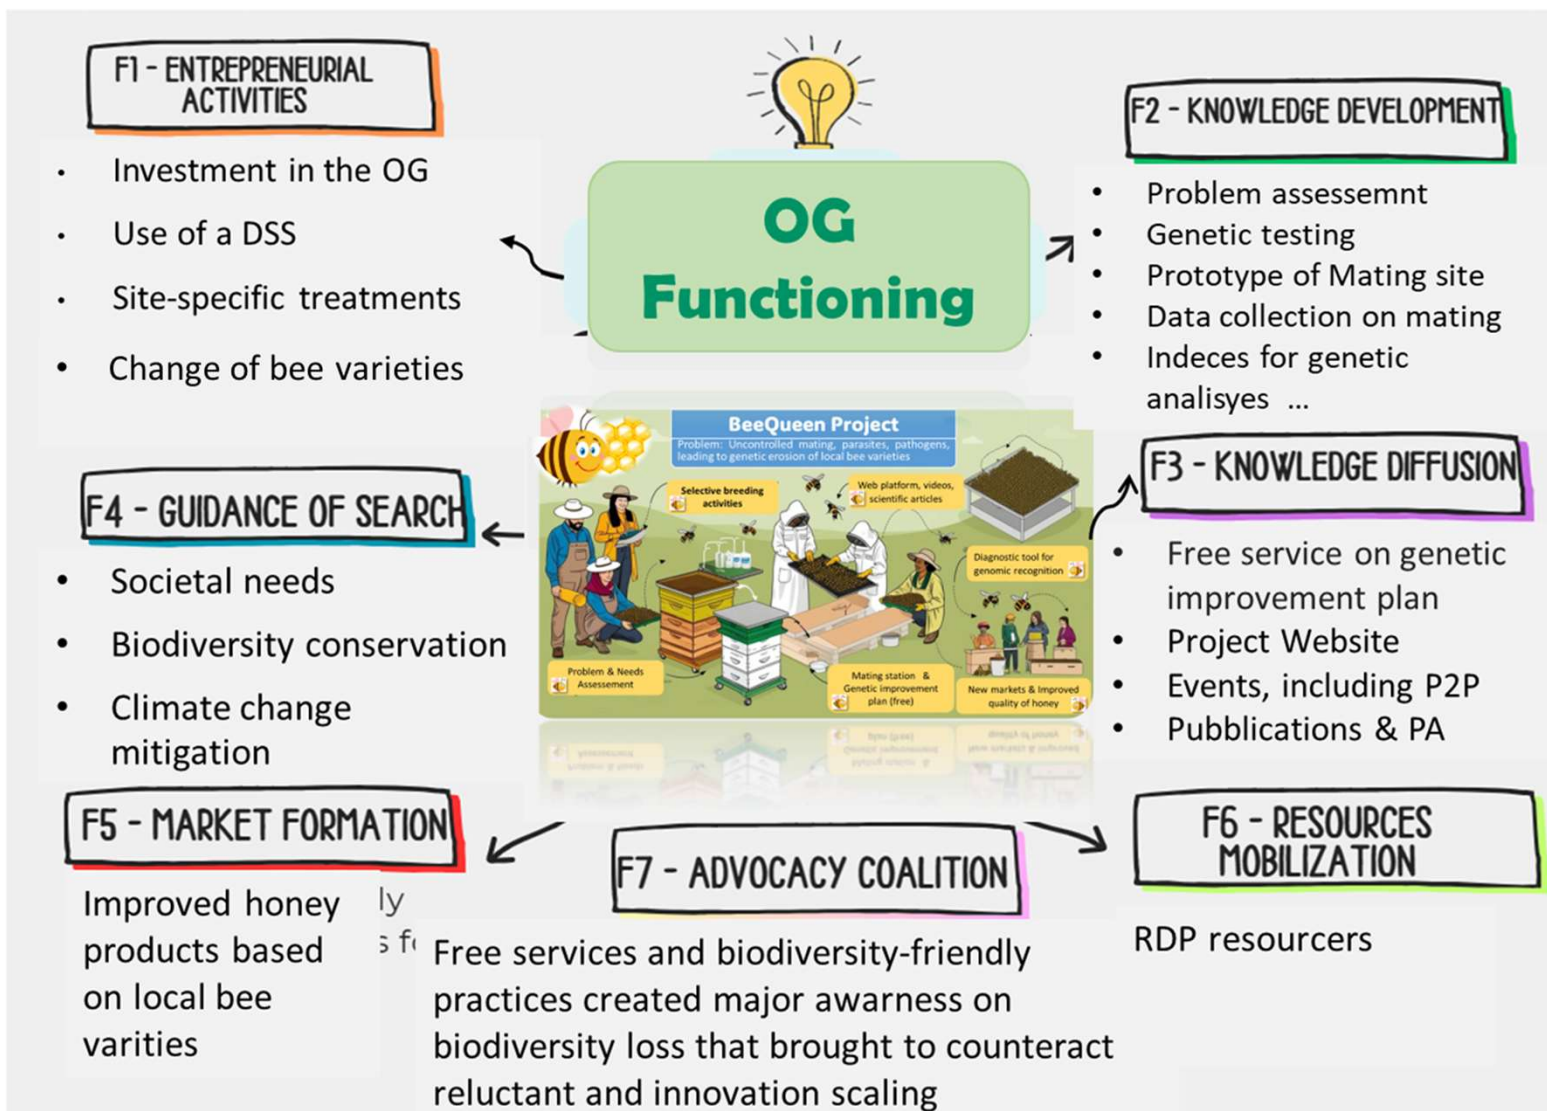 F1 - ENTREPRENEURIAL
ACTIVITIES
• Investment in the OG
• Use of a DSS
• Site-specific treatments
• Change of bee varieties
OG
Functioning
F2 - KNOWLEDGE DEVELOPMENT
• Problem assessemnt
• Genetic testing
• Prototype of Mating site
• Data collection on mating
• Indeces for genetic
analisyes ...
BeeQueen Project
Problem: Uncontrolled mating, parasites, pathogens,
leading to genetic erosion of local bee varieties
Selective breeding
activities
Web platform, videos,
scientific articles
Diagnostic tool for
genomic recognition
Problem & Needs
Assessment
Mating station &
Genetic improvement
plan (free)
New markets & Improved
quality of honey
F3 - KNOWLEDGE DIFFUSION
• Free service on genetic
improvement plan
• Project Website
• Events, including P2P
• Pubblications & PA
F4 - GUIDANCE OF SEARCH
• Societal needs
• Biodiversity conservation
• Climate change
mitigation
F5 - MARKET FORMATION
Improved honey
products based
on local bee
varities
ly
F7 - ADVOCACY COALITION
Free services and biodiversity-friendly
practices created major awarness on
biodiversity loss that brought to counteract
reluctant and innovation scaling
F6 - RESOURCES
MOBILIZATION
RDP resourcers